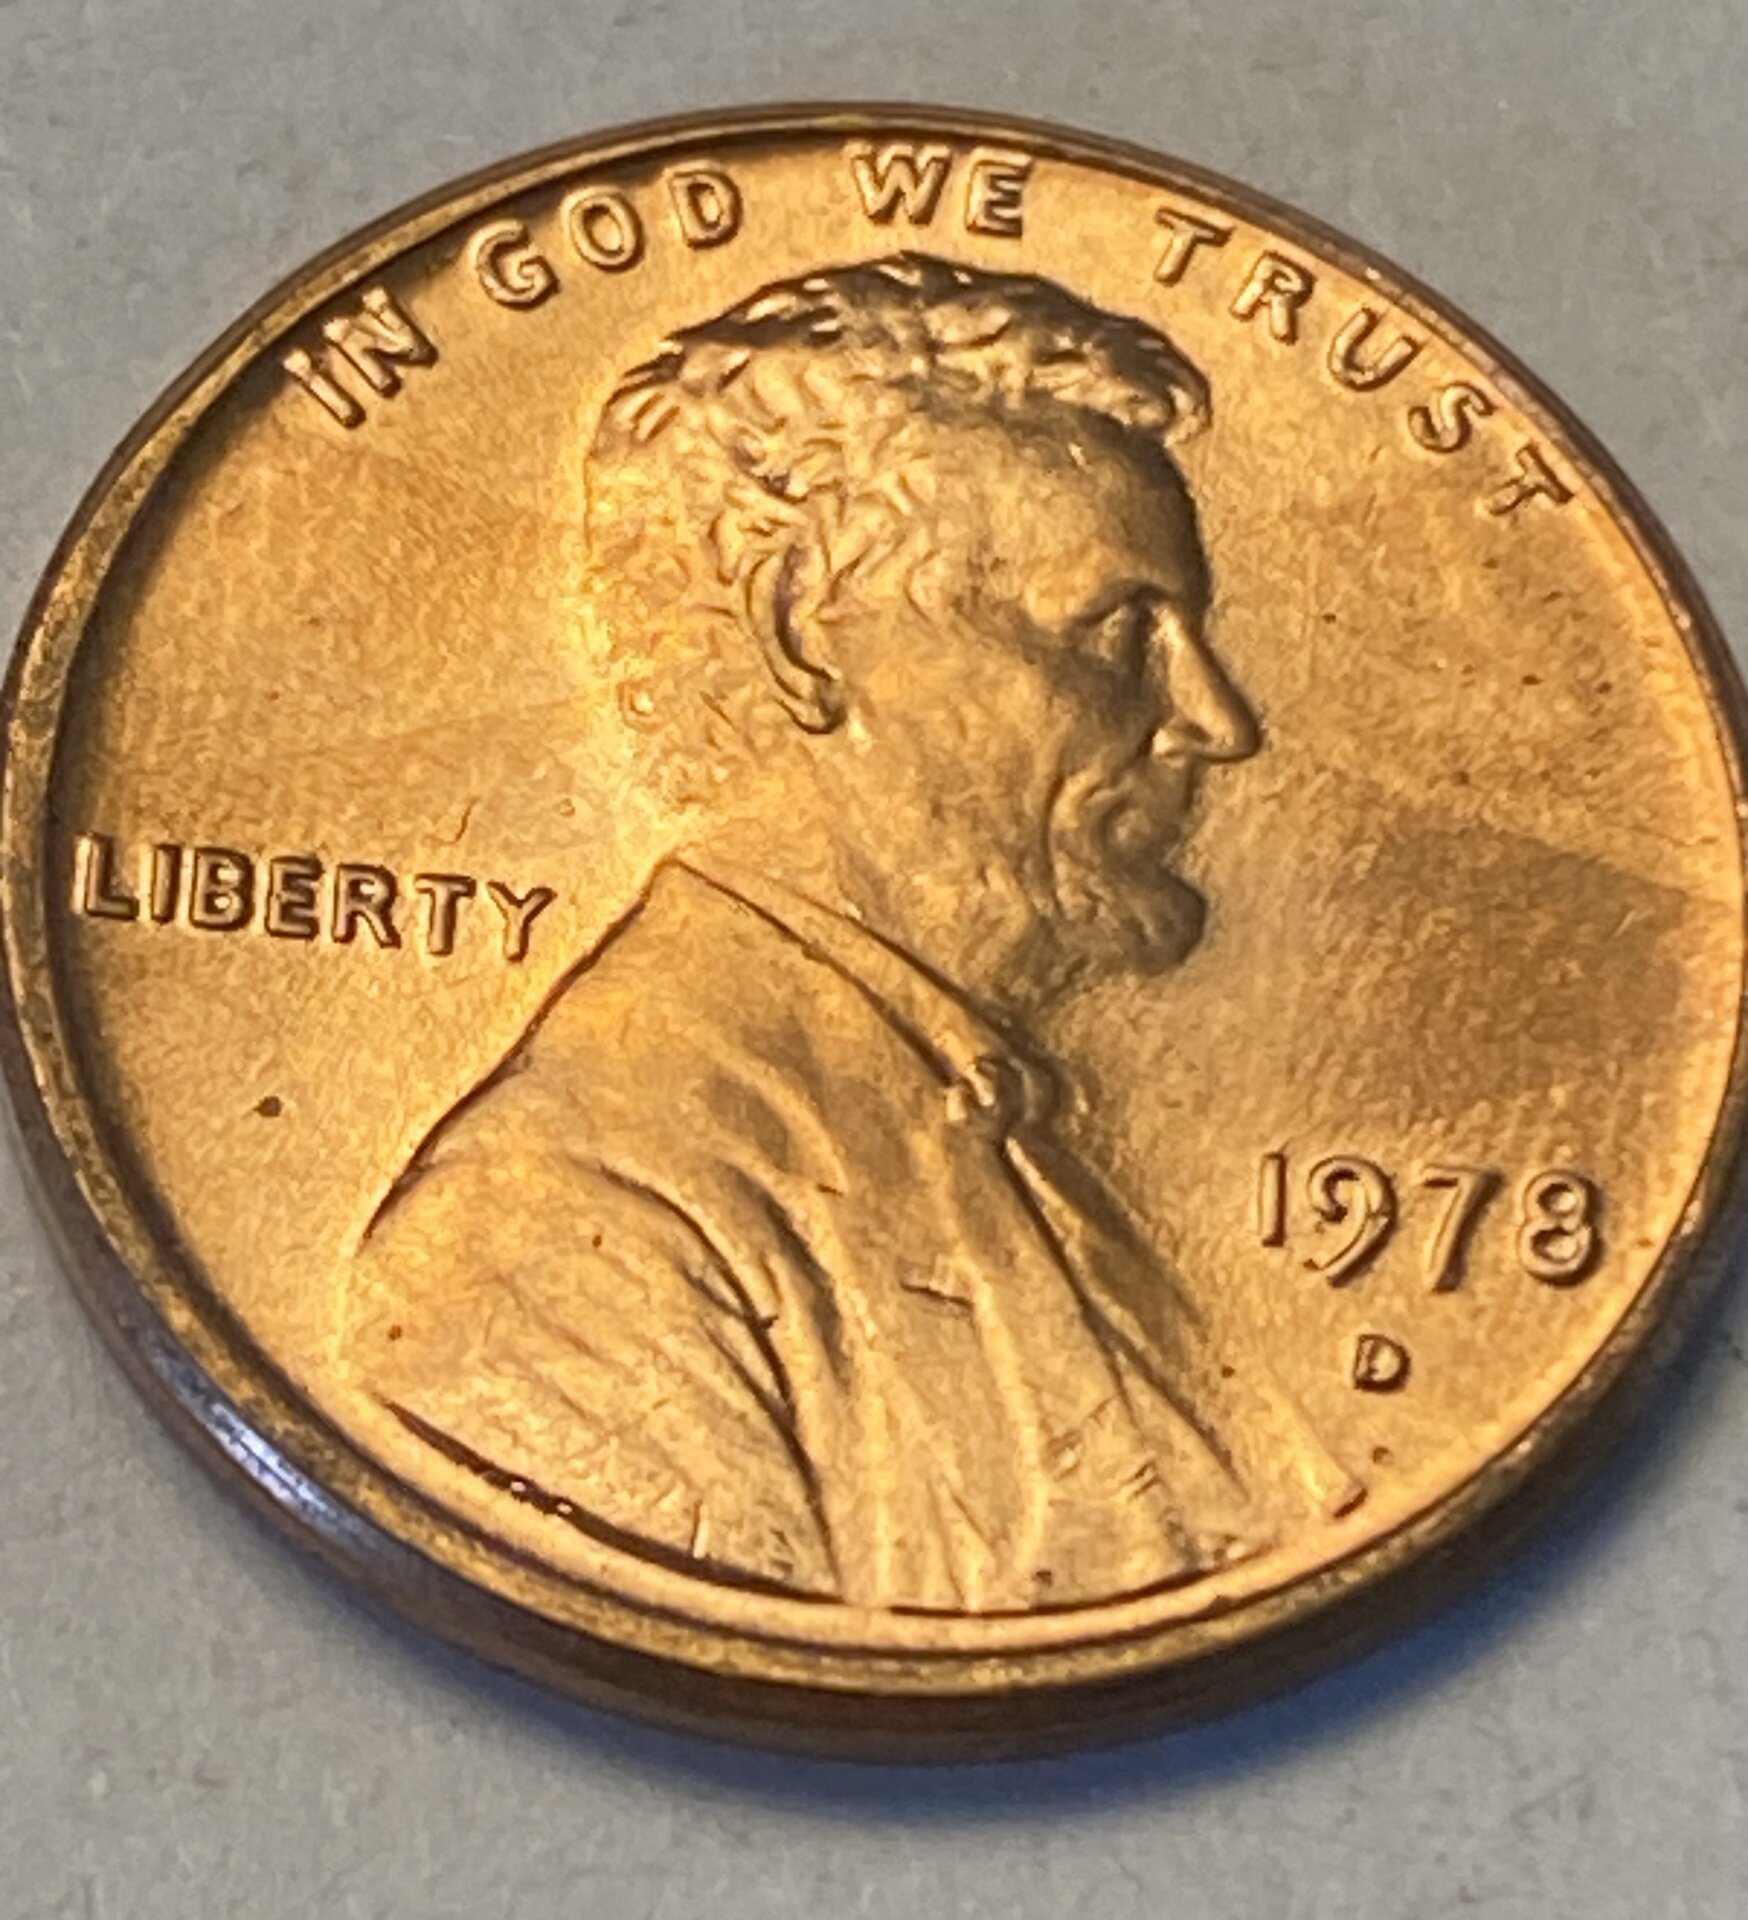 IN GOD WE TRUST
LIBERTY
1978
D